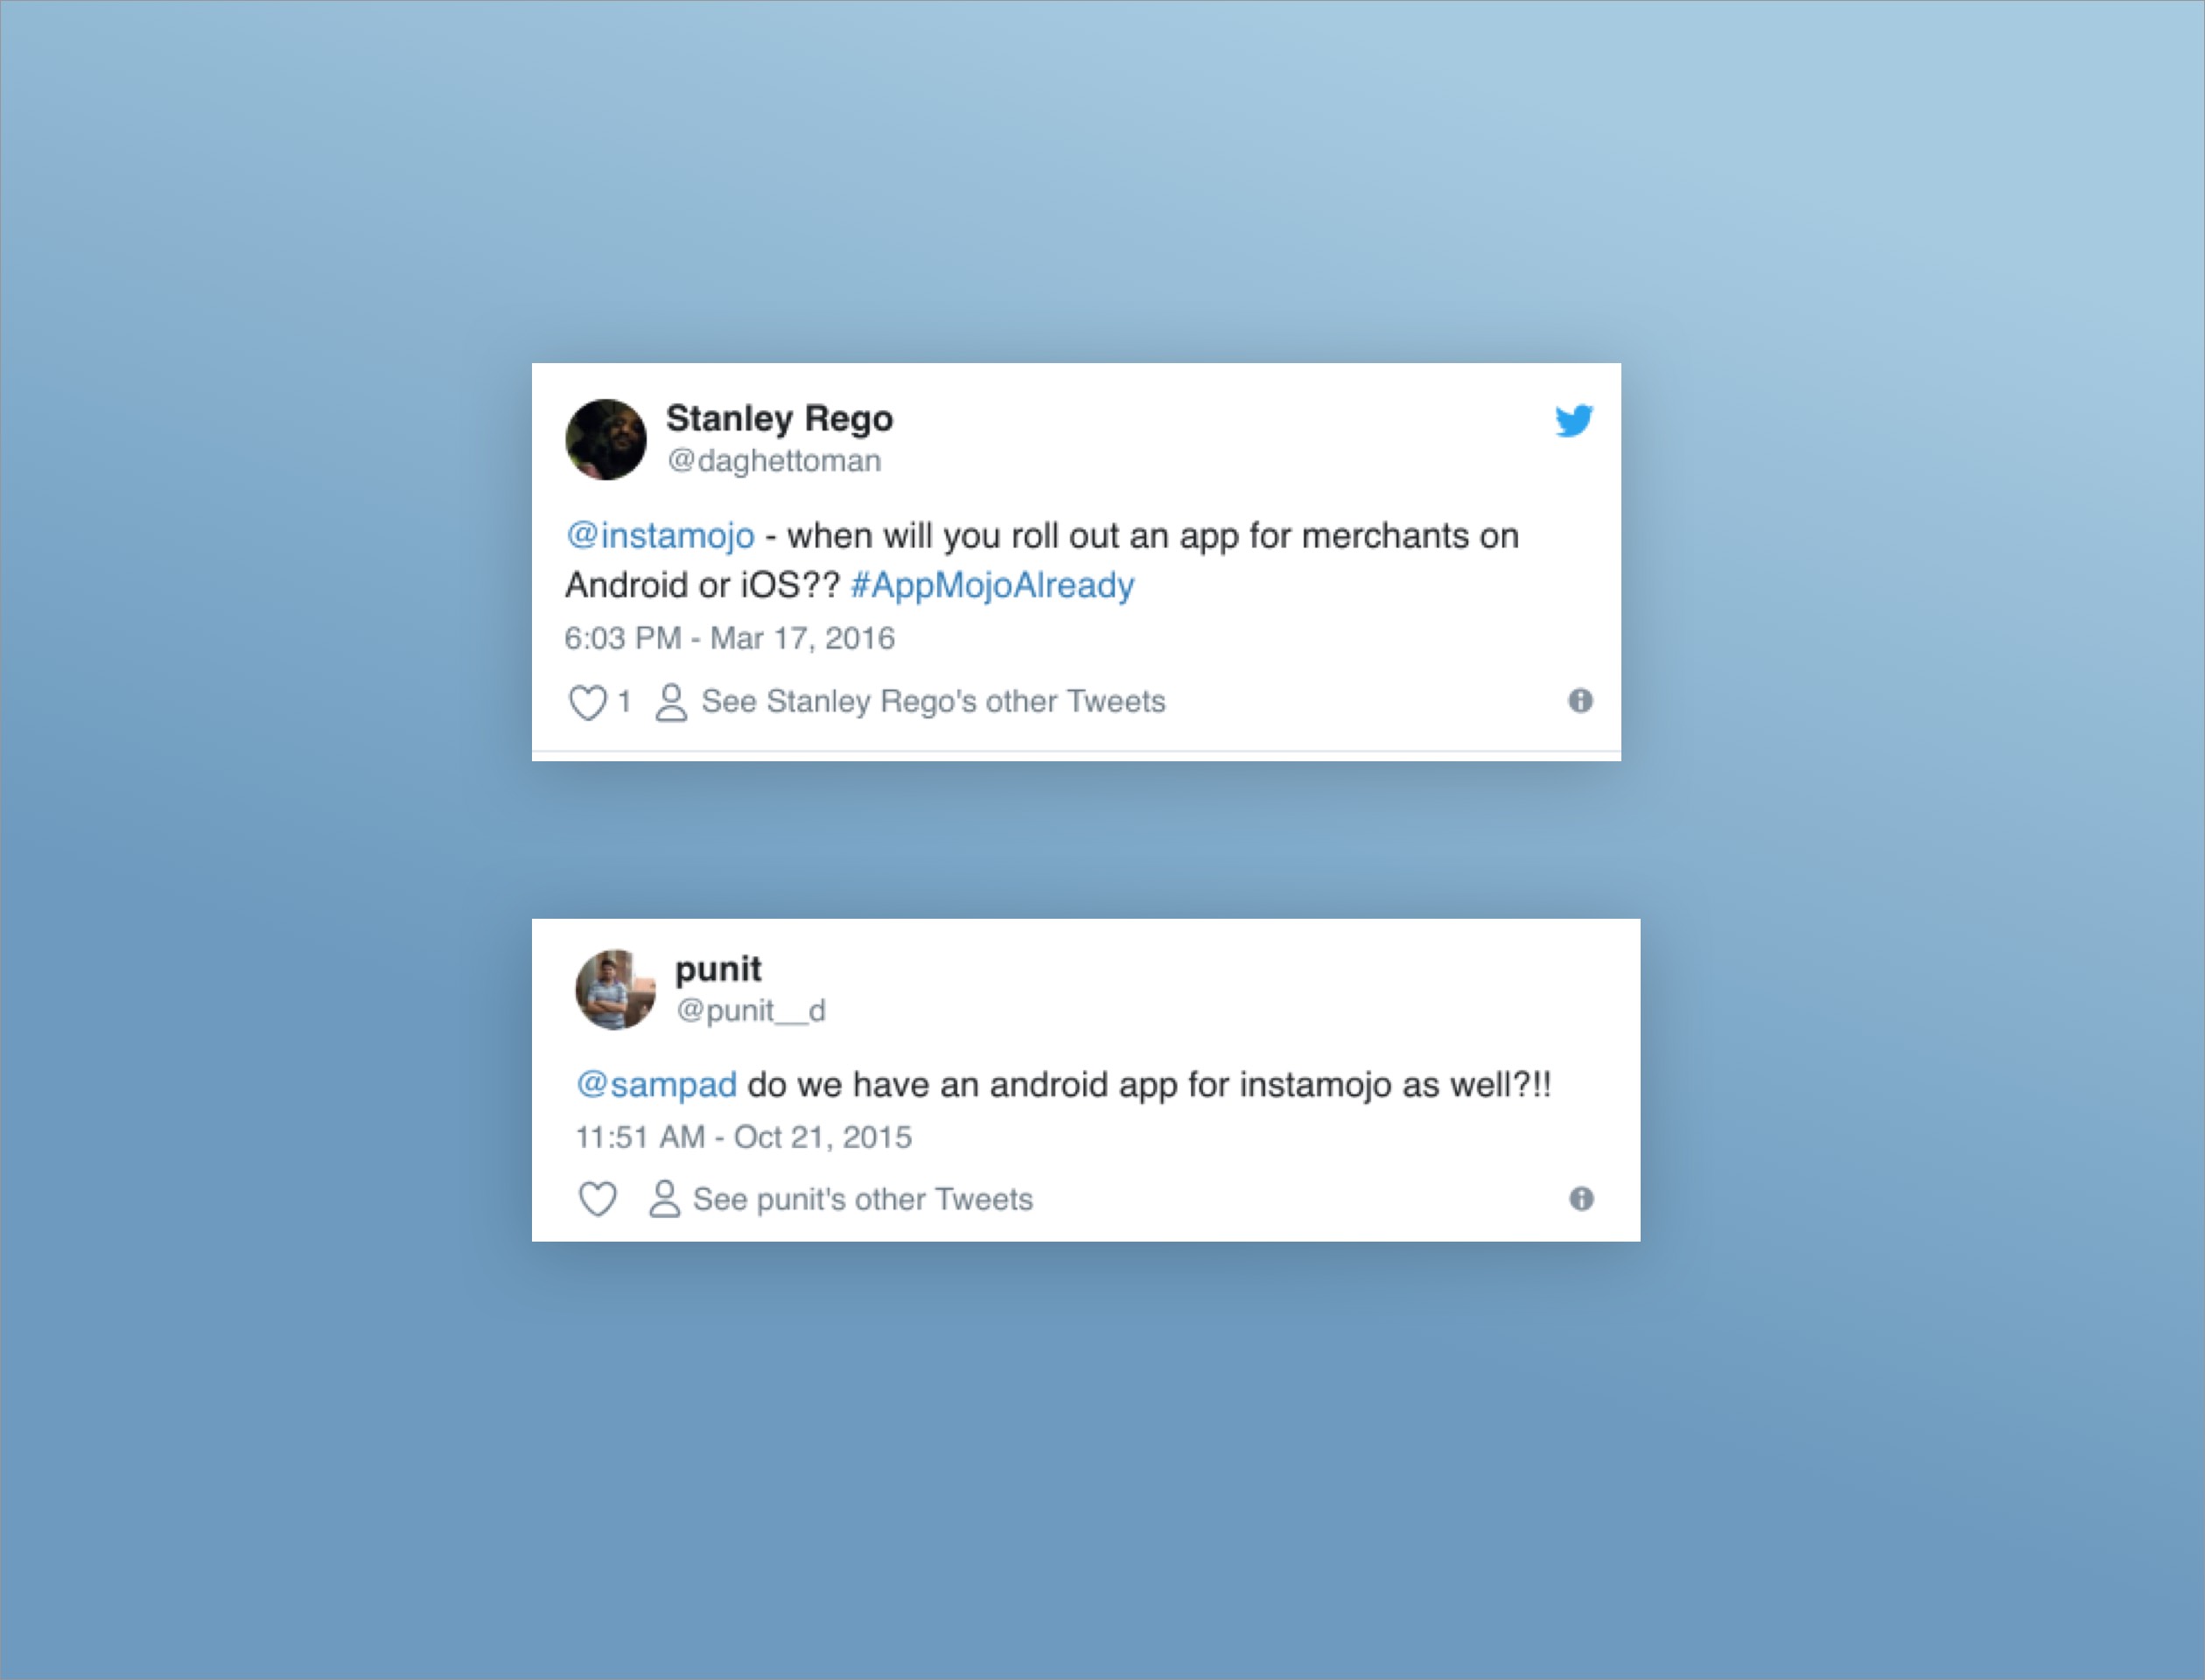 Stanley Rego
@daghettoman
@instamojo - when will you roll out an app for merchants on
Android or iOS?? #AppMojoAlready
6:03 PM - Mar 17, 2016
1 See Stanley Rego's other Tweets
punit
@punit__d
@sampad do we have an android app for instamojo as well?!!
11:51 AM - Oct 21, 2015
See punit's other Tweets